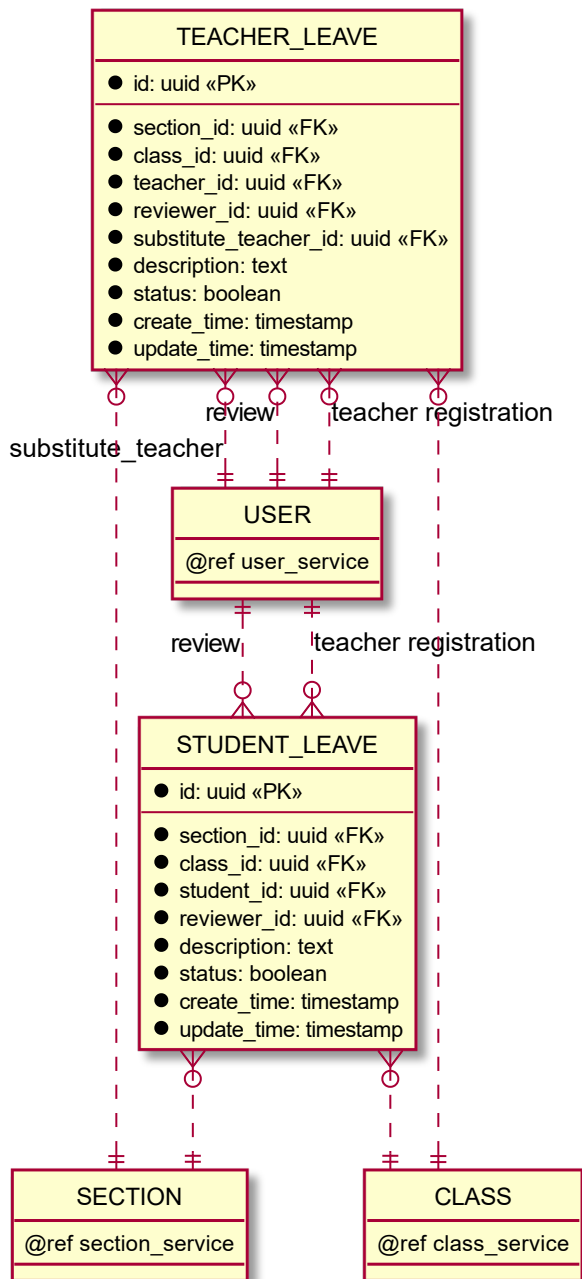 TEACHER_LEAVE
id: uuid «PK»
section_id: uuid «FK»
class_id: uuid «FK»
teacher_id: uuid «FK»
reviewer_id: uuid «FK»
substitute_teacher_id: uuid «FK»
description: text
status: boolean
create_time: timestamp
update_time: timestamp
review
teacher registration
substitute_teacher
USER
@ref user_service
review
teacher registration
STUDENT_LEAVE
id: uuid «PK»
section_id: uuid «FK»
class_id: uuid «FK»
student_id: uuid «FK»
reviewer_id: uuid «FK»
description: text
status: boolean
create_time: timestamp
update_time: timestamp
SECTION
@ref section_service
CLASS
@ref class_service